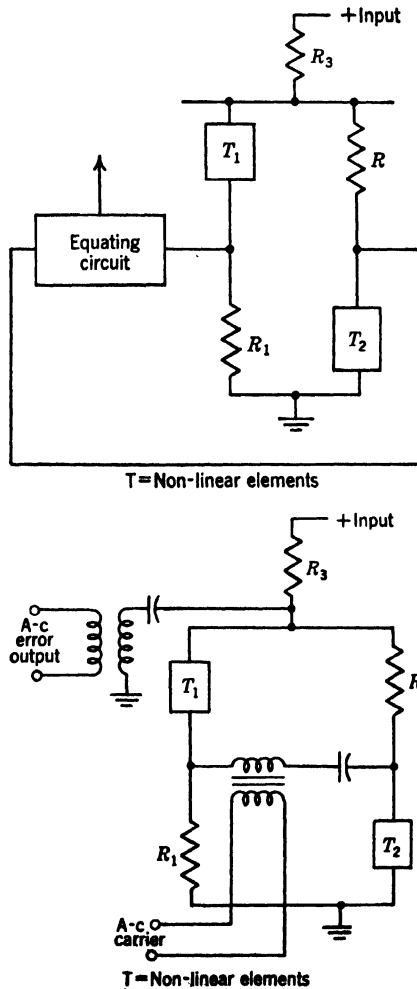 +Input
R3
T1
R
Equating
circuit
R1
T2
T=Non-linear elements
+Input
R3
A-c
error
output
T1
R
R1
T2
A-c
carrier
T=Non-linear elements